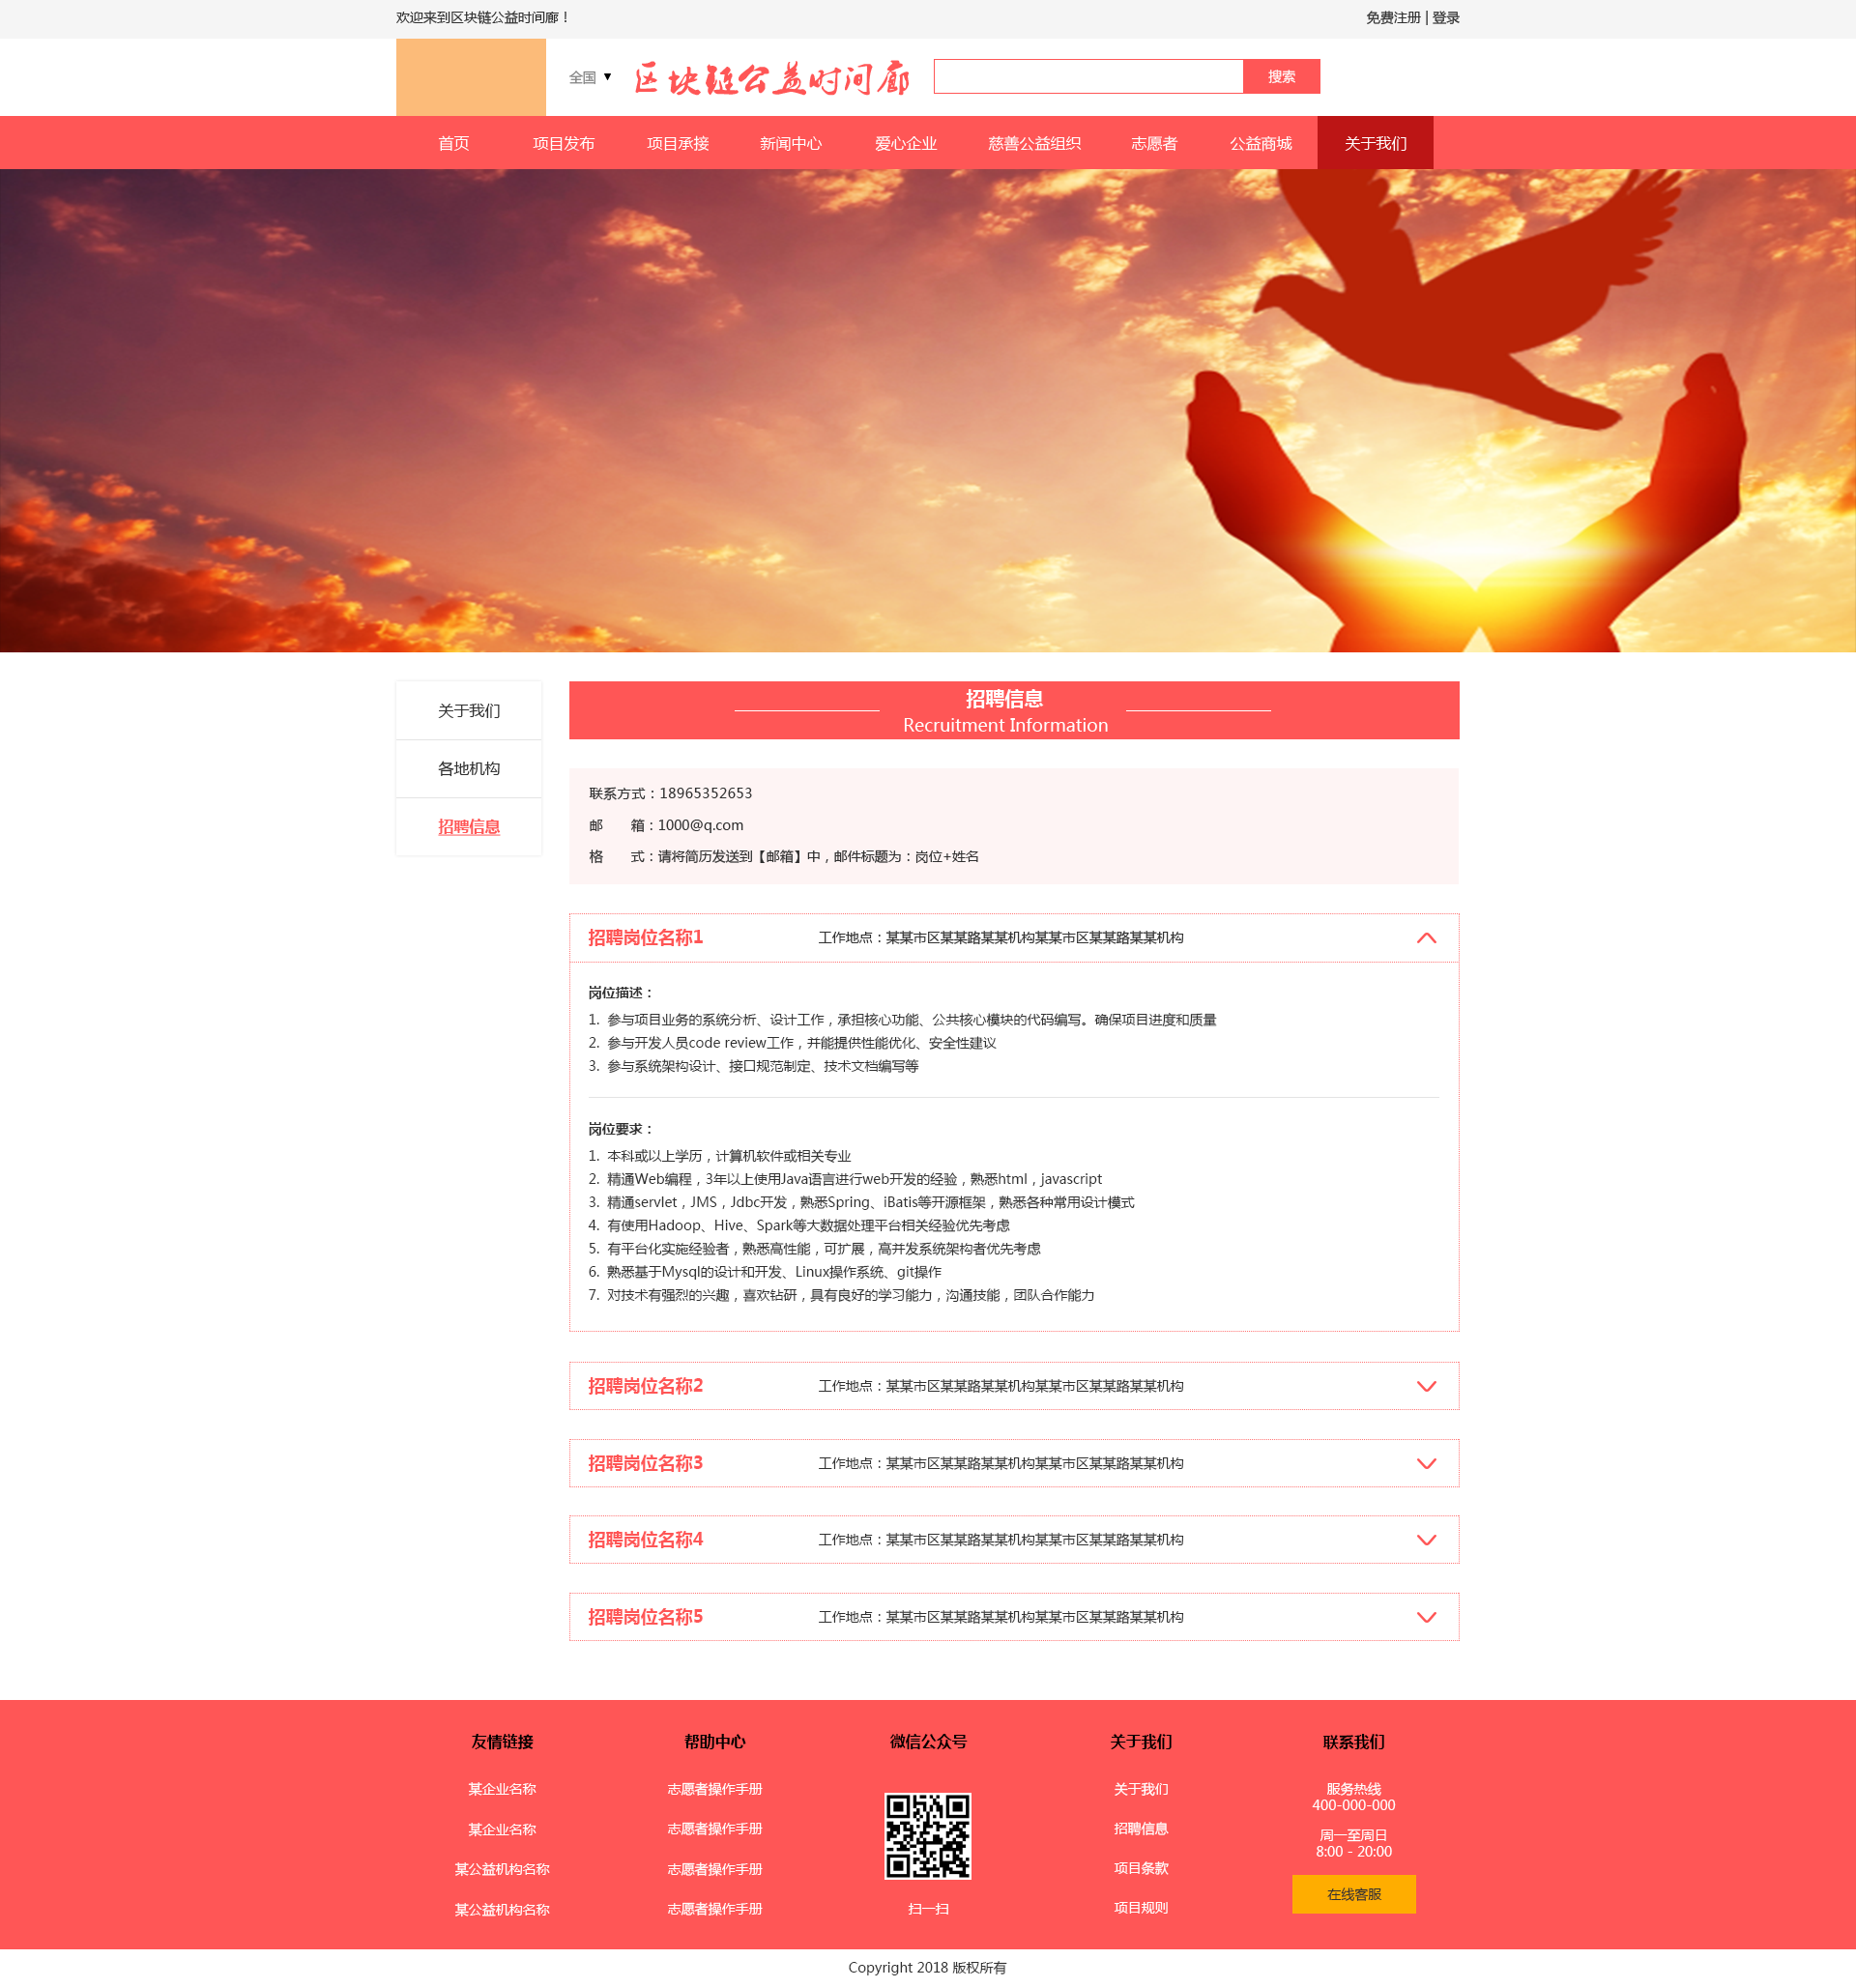 欢迎来到区块链公益时间廊！
免费注册 | 登录
全国 ▼
区块链公益时间廊
搜索
首页 项目发布 项目承接 新闻中心 爱心企业 慈善公益组织 志愿者 公益商城 关于我们
关于我们
各地机构
招聘信息
招聘信息
Recruitment Information
联系方式：18965352653
邮 箱：1000@q.com
格 式：请将简历发送到【邮箱】中，邮件标题为：岗位+姓名
招聘岗位名称1 工作地点：某某市区某某路某某机构某某市区某某路某某机构
岗位描述：
1. 参与项目业务的系统分析、设计工作，承担核心功能、公共核心模块的代码编写。确保项目进度和质量
2. 参与开发人员code review工作，并能提供性能优化、安全性建议
3. 参与系统架构设计、接口规范制定、技术文档编写等
岗位要求：
1. 本科或以上学历，计算机软件或相关专业
2. 精通Web编程，3年以上使用Java语言进行web开发的经验，熟悉html，javascript
3. 精通servlet，JMS，Jdbc开发，熟悉Spring、iBatis等开源框架，熟悉各种常用设计模式
4. 有使用Hadoop、Hive、Spark等大数据处理平台相关经验优先考虑
5. 有平台化实施经验者，熟悉高性能，可扩展，高并发系统架构者优先考虑
6. 熟悉基于Mysql的设计和开发、Linux操作系统、git操作
7. 对技术有强烈的兴趣，喜欢钻研，具有良好的学习能力，沟通技能，团队合作能力
招聘岗位名称2 工作地点：某某市区某某路某某机构某某市区某某路某某机构
招聘岗位名称3 工作地点：某某市区某某路某某机构某某市区某某路某某机构
招聘岗位名称4 工作地点：某某市区某某路某某机构某某市区某某路某某机构
招聘岗位名称5 工作地点：某某市区某某路某某机构某某市区某某路某某机构
友情链接
某企业名称
某企业名称
某公益机构名称
某公益机构名称
帮助中心
志愿者操作手册
志愿者操作手册
志愿者操作手册
志愿者操作手册
微信公众号
扫一扫
关于我们
关于我们
招聘信息
项目条款
项目规则
联系我们
服务热线
400-000-000
周一至周日
8:00 - 20:00
在线客服
Copyright 2018 版权所有